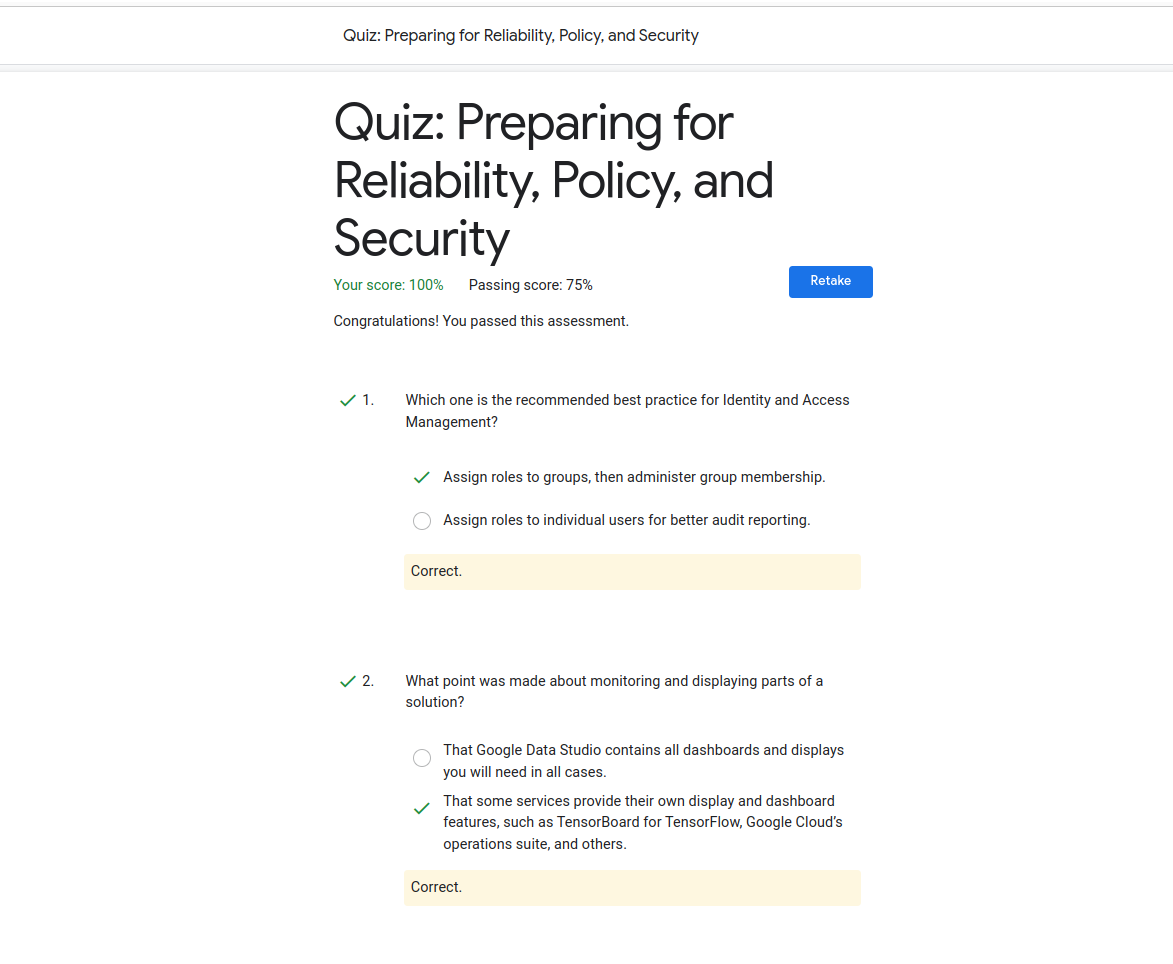 Quiz: Preparing for Reliability, Policy, and Security
Quiz: Preparing for
Reliability, Policy, and
Security
Your score: 100% Passing score: 75%
Retake
Congratulations! You passed this assessment.
1. Which one is the recommended best practice for Identity and Access
Management?
Assign roles to groups, then administer group membership.
Assign roles to individual users for better audit reporting.
Correct.
2. What point was made about monitoring and displaying parts of a
solution?
That Google Data Studio contains all dashboards and displays
you will need in all cases.
That some services provide their own display and dashboard
features, such as TensorBoard for TensorFlow, Google Cloud’s
operations suite, and others.
Correct.